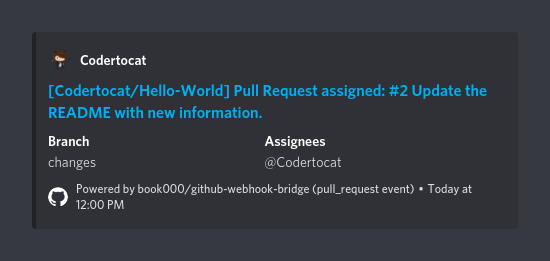 Codertocat
[Codertocat/Hello-World] Pull Request assigned: #2 Update the
README with new information.
Branch
Assignees
changes
@Codertocat
Powered by book000/github-webhook-bridge (pull_request event) • Today at
12:00 PM